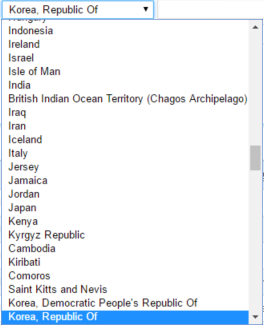 Korea, Republic Of
Hungary
Indonesia
Ireland
Israel
Isle of Man
India
British Indian Ocean Territory (Chagos Archipelago)
Iraq
Iran
Iceland
Italy
Jersey
Jamaica
Jordan
Japan
Kenya
Kyrgyz Republic
Cambodia
Kiribati
Comoros
Saint Kitts and Nevis
Korea, Democratic People's Republic Of
Korea, Republic Of